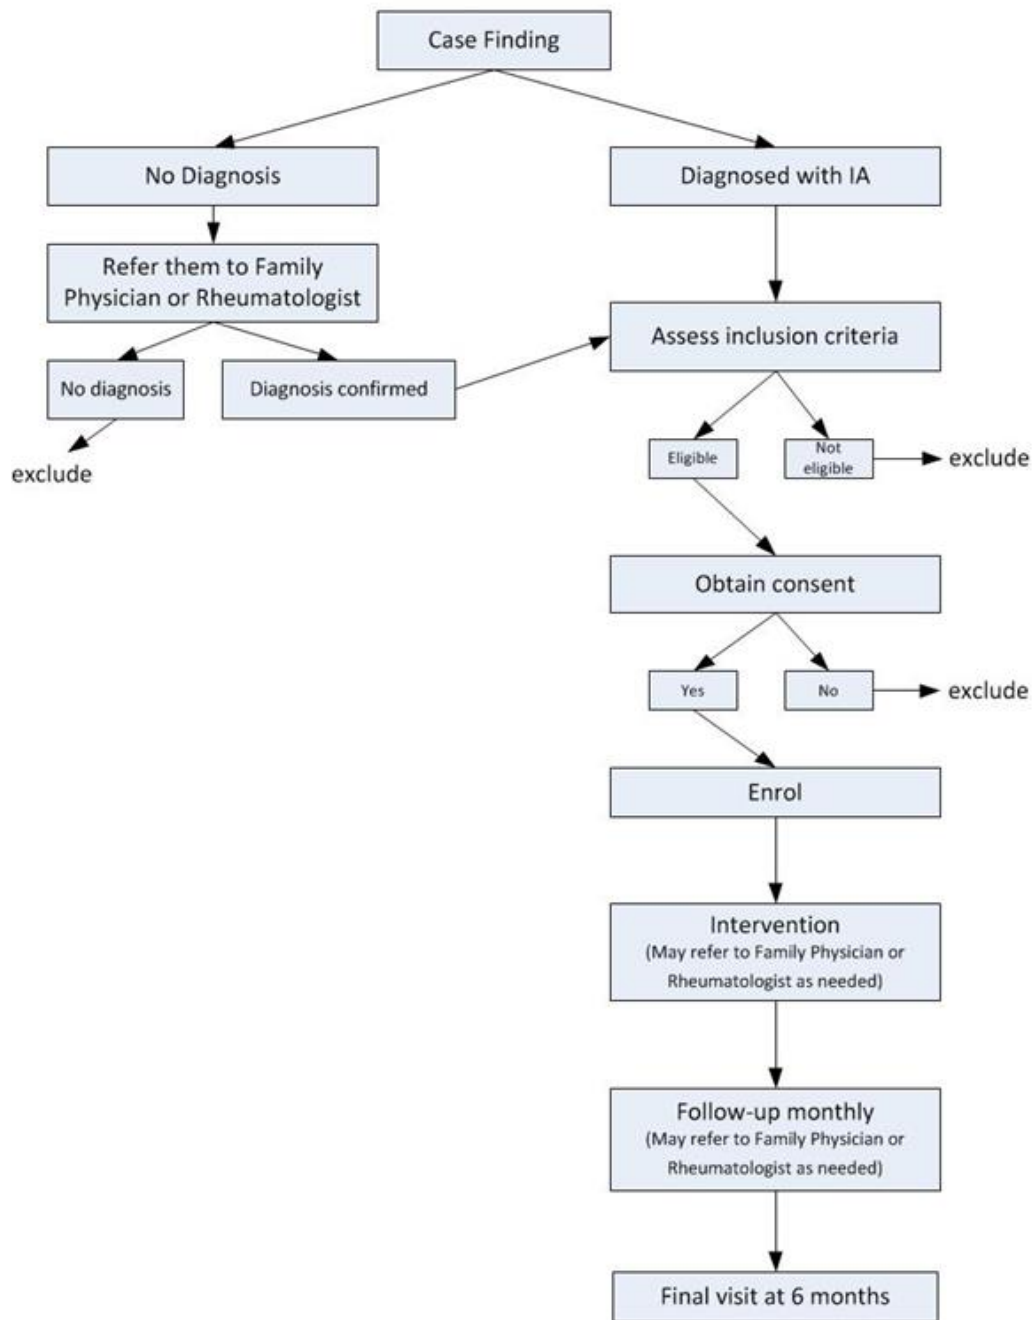 Case Finding
No Diagnosis
Diagnosed with IA
Refer them to Family
Physician or Rheumatologist
Assess inclusion criteria
No diagnosis
Diagnosis confirmed
exclude
Eligible
Not
eligible
exclude
Obtain consent
Yes
No
exclude
Enrol
Intervention
(May refer to Family Physician or
Rheumatologist as needed)
Follow-up monthly
(May refer to Family Physician or
Rheumatologist as needed)
Final visit at 6 months